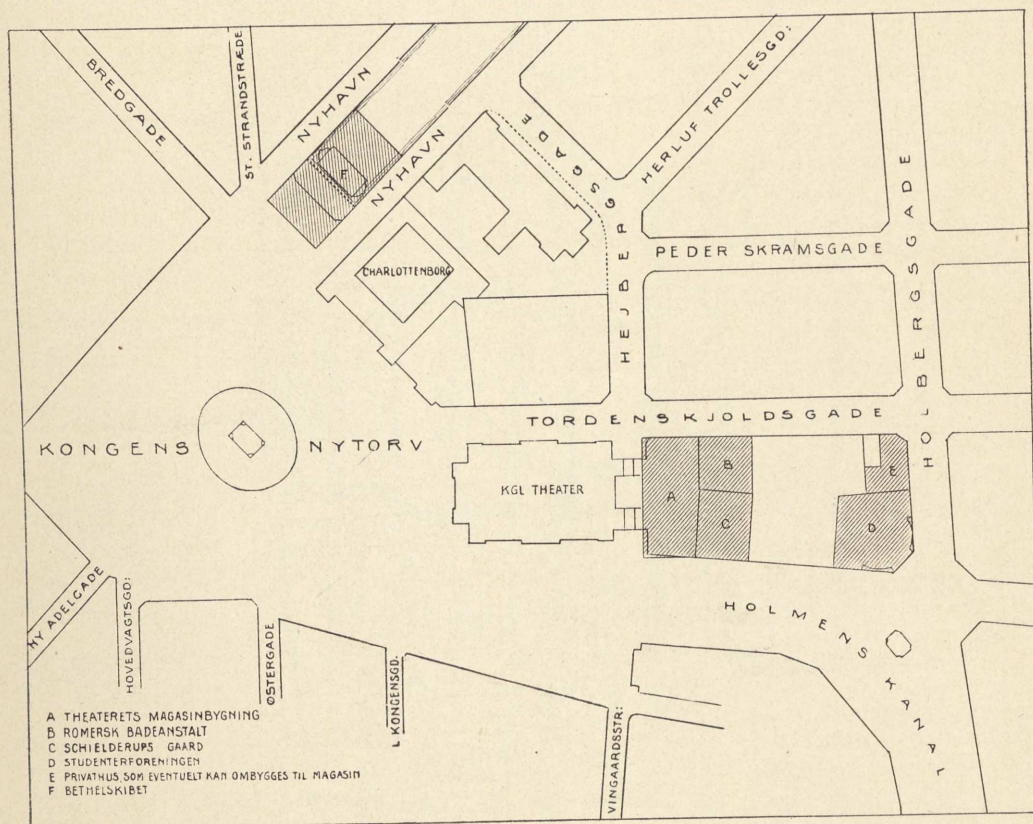 BREDGADE
ST. STRANDSTRÆDE
NYHAVN
NYHAVN
F
HEJBERGSGADE
HERLUF TROLLESGD:
PEDER SKRAMSGADE
HOLBERGSGADE
CHARLOTTENBORG
TORDENSKJOLDSGADE
KONGENS NYTORV
KGL THEATER
A
B
C
D
E
HOLMENS KANAL
NY ADELGADE
HOVEDVAGTSGD:
ØSTERGADE
L KONGENSGD.
VINGAARDSSTR:
A THEATERETS MAGASINBYGNING
B ROMERSK BADEANSTALT
C SCHIELDERUPS GAARD
D STUDENTERFORENINGEN
E PRIVATHUS, SOM EVENTUELT KAN OMBYGGES TIL MAGASIN
F BETHELSKIBET